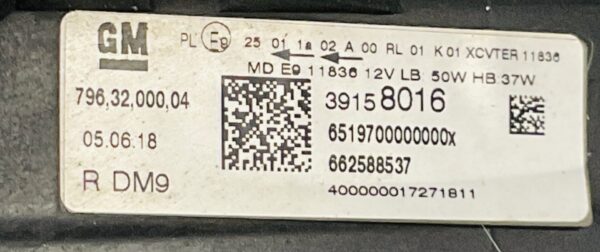 GM
PL E9 25 01 1a 02 A 00 RL 01 K 01 XCVTER 11836
MD E9 11836 12V LB 50W HB 37W
796,32,000,04
39158016
05.06.18
6519700000000x
662588537
R DM9
400000017271811